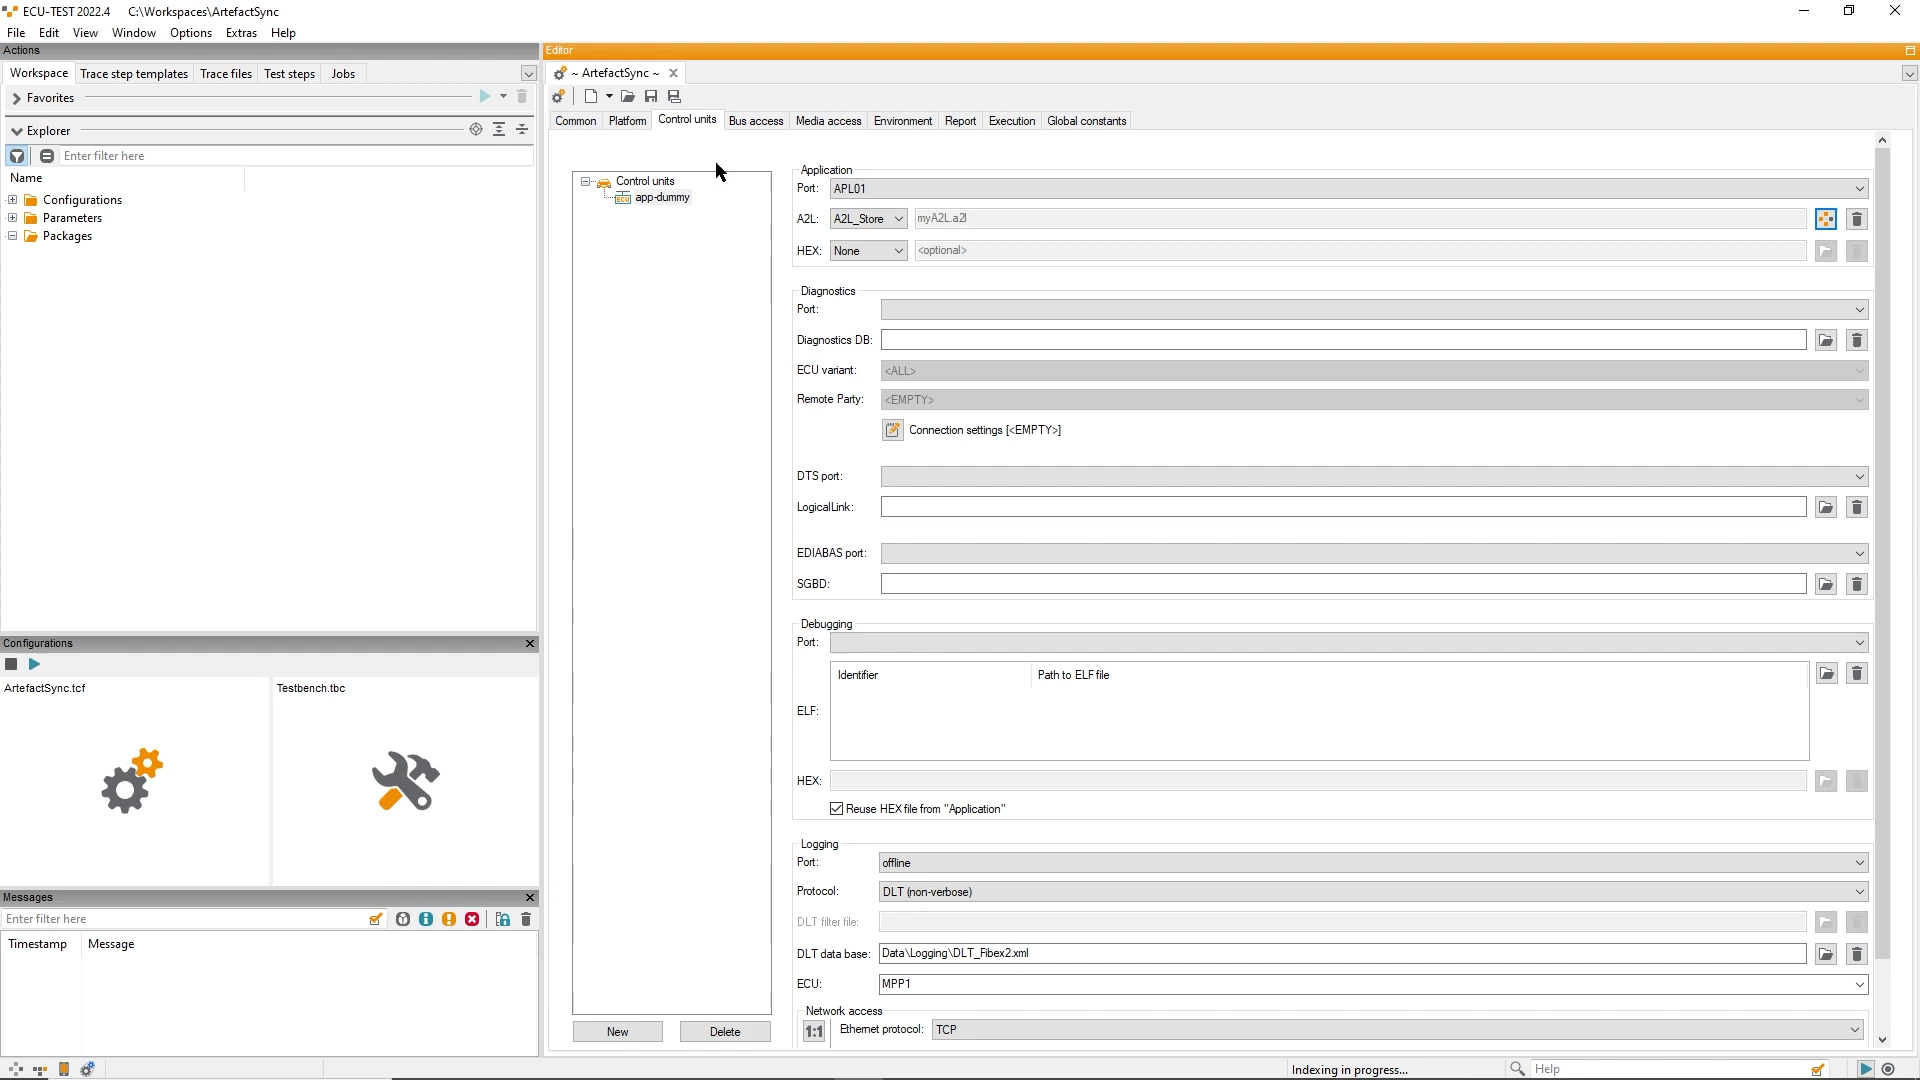 ECU-TEST 2022.4 C:\Workspaces\ArtefactSync
File Edit View Window Options Extras Help
Actions
Workspace Trace step templates Trace files Test steps Jobs
Favorites
Explorer
Enter filter here
Name
Configurations
Parameters
Packages
Configurations
ArtefactSync.tcf Testbench.tbc
Messages
Enter filter here
Timestamp Message
Editor
~ ArtefactSync ~
Common Platform Control units Bus access Media access Environment Report Execution Global constants
Control units
ECU app-dummy
New Delete
Application
Port: APL01
A2L: A2L_Store myA2L.a2l
HEX: None <optional>
Diagnostics
Port:
Diagnostics DB:
ECU variant: <ALL>
Remote Party: <EMPTY>
Connection settings [<EMPTY>]
DTS port:
LogicalLink:
EDIABAS port:
SGBD:
Debugging
Port:
Identifier Path to ELF file
ELF:
HEX:
Reuse HEX file from "Application"
Logging
Port: offline
Protocol: DLT (non-verbose)
DLT filter file:
DLT data base: Data\Logging\DLT_Fibex2.xml
ECU: MPP1
Network access
1:1 Ethernet protocol: TCP
Indexing in progress... Help